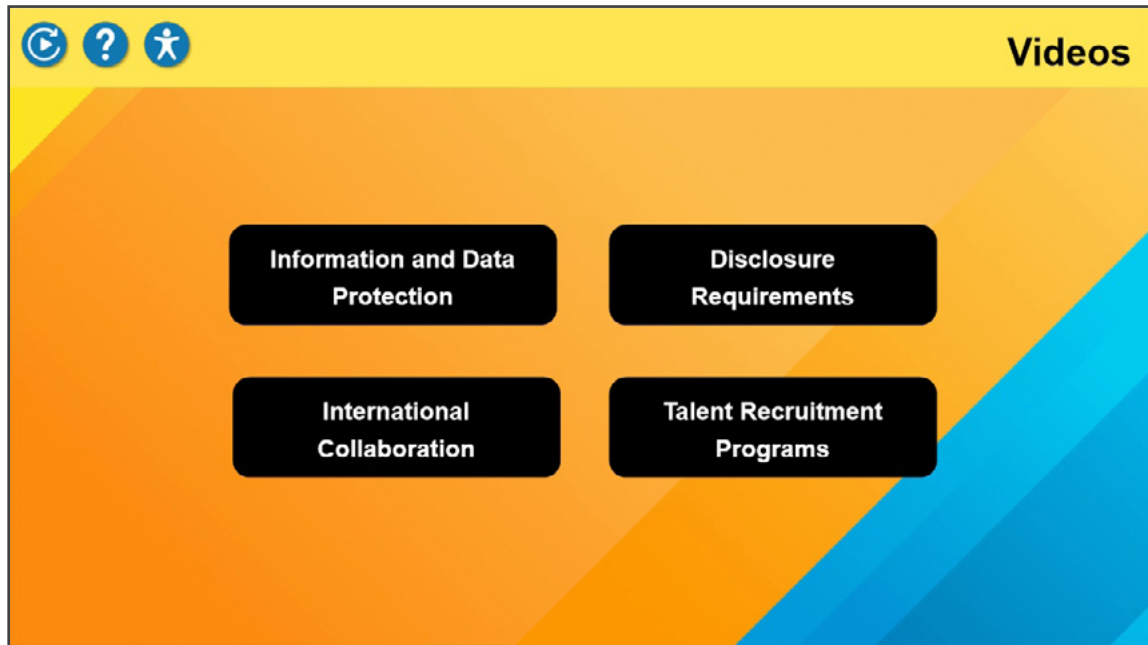 ?
Videos
Information and Data
Protection
Disclosure
Requirements
International
Collaboration
Talent Recruitment
Programs